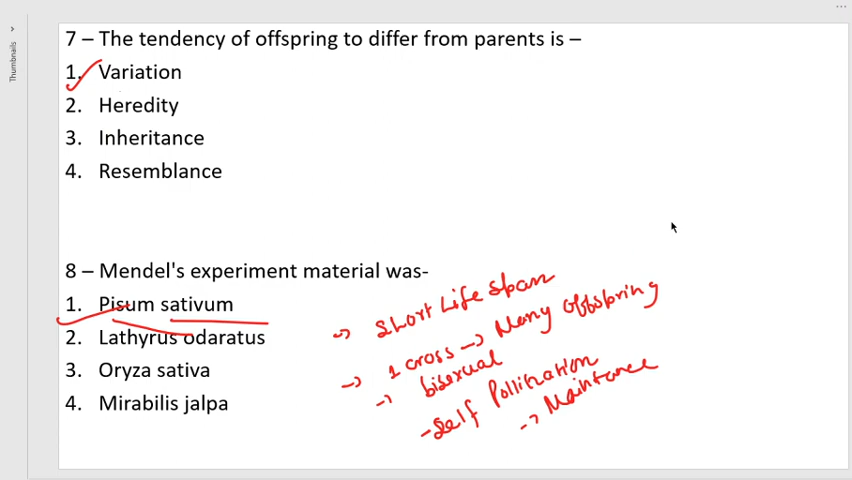 Thumbnails
7 – The tendency of offspring to differ from parents is –
1. Variation
2. Heredity
3. Inheritance
4. Resemblance
8 – Mendel's experiment material was-
1. Pisum sativum
2. Lathyrus odaratus
3. Oryza sativa
4. Mirabilis jalpa
→ Short Life Span
→ 1 cross → Many Offspring
→ bisexual
- Self Pollination
→ Maintance